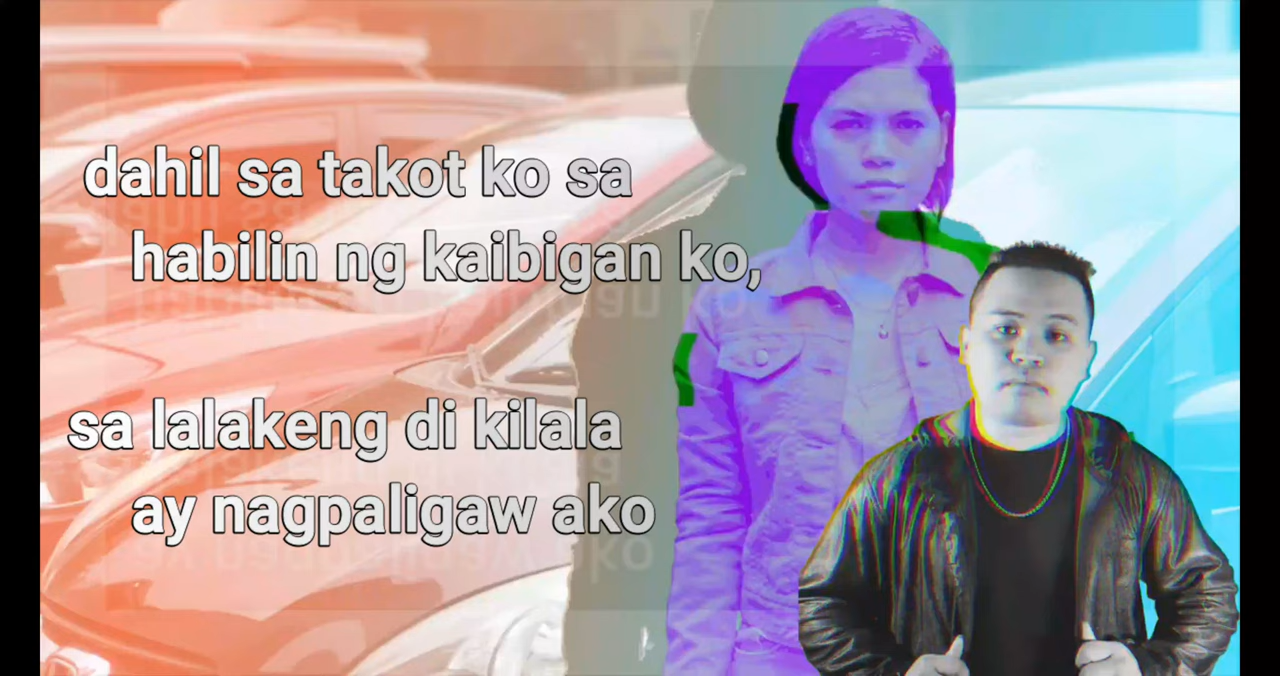 dahil sa takot ko sa
habilin ng kaibigan ko,
sa lalakeng di kilala
ay nagpaligaw ako